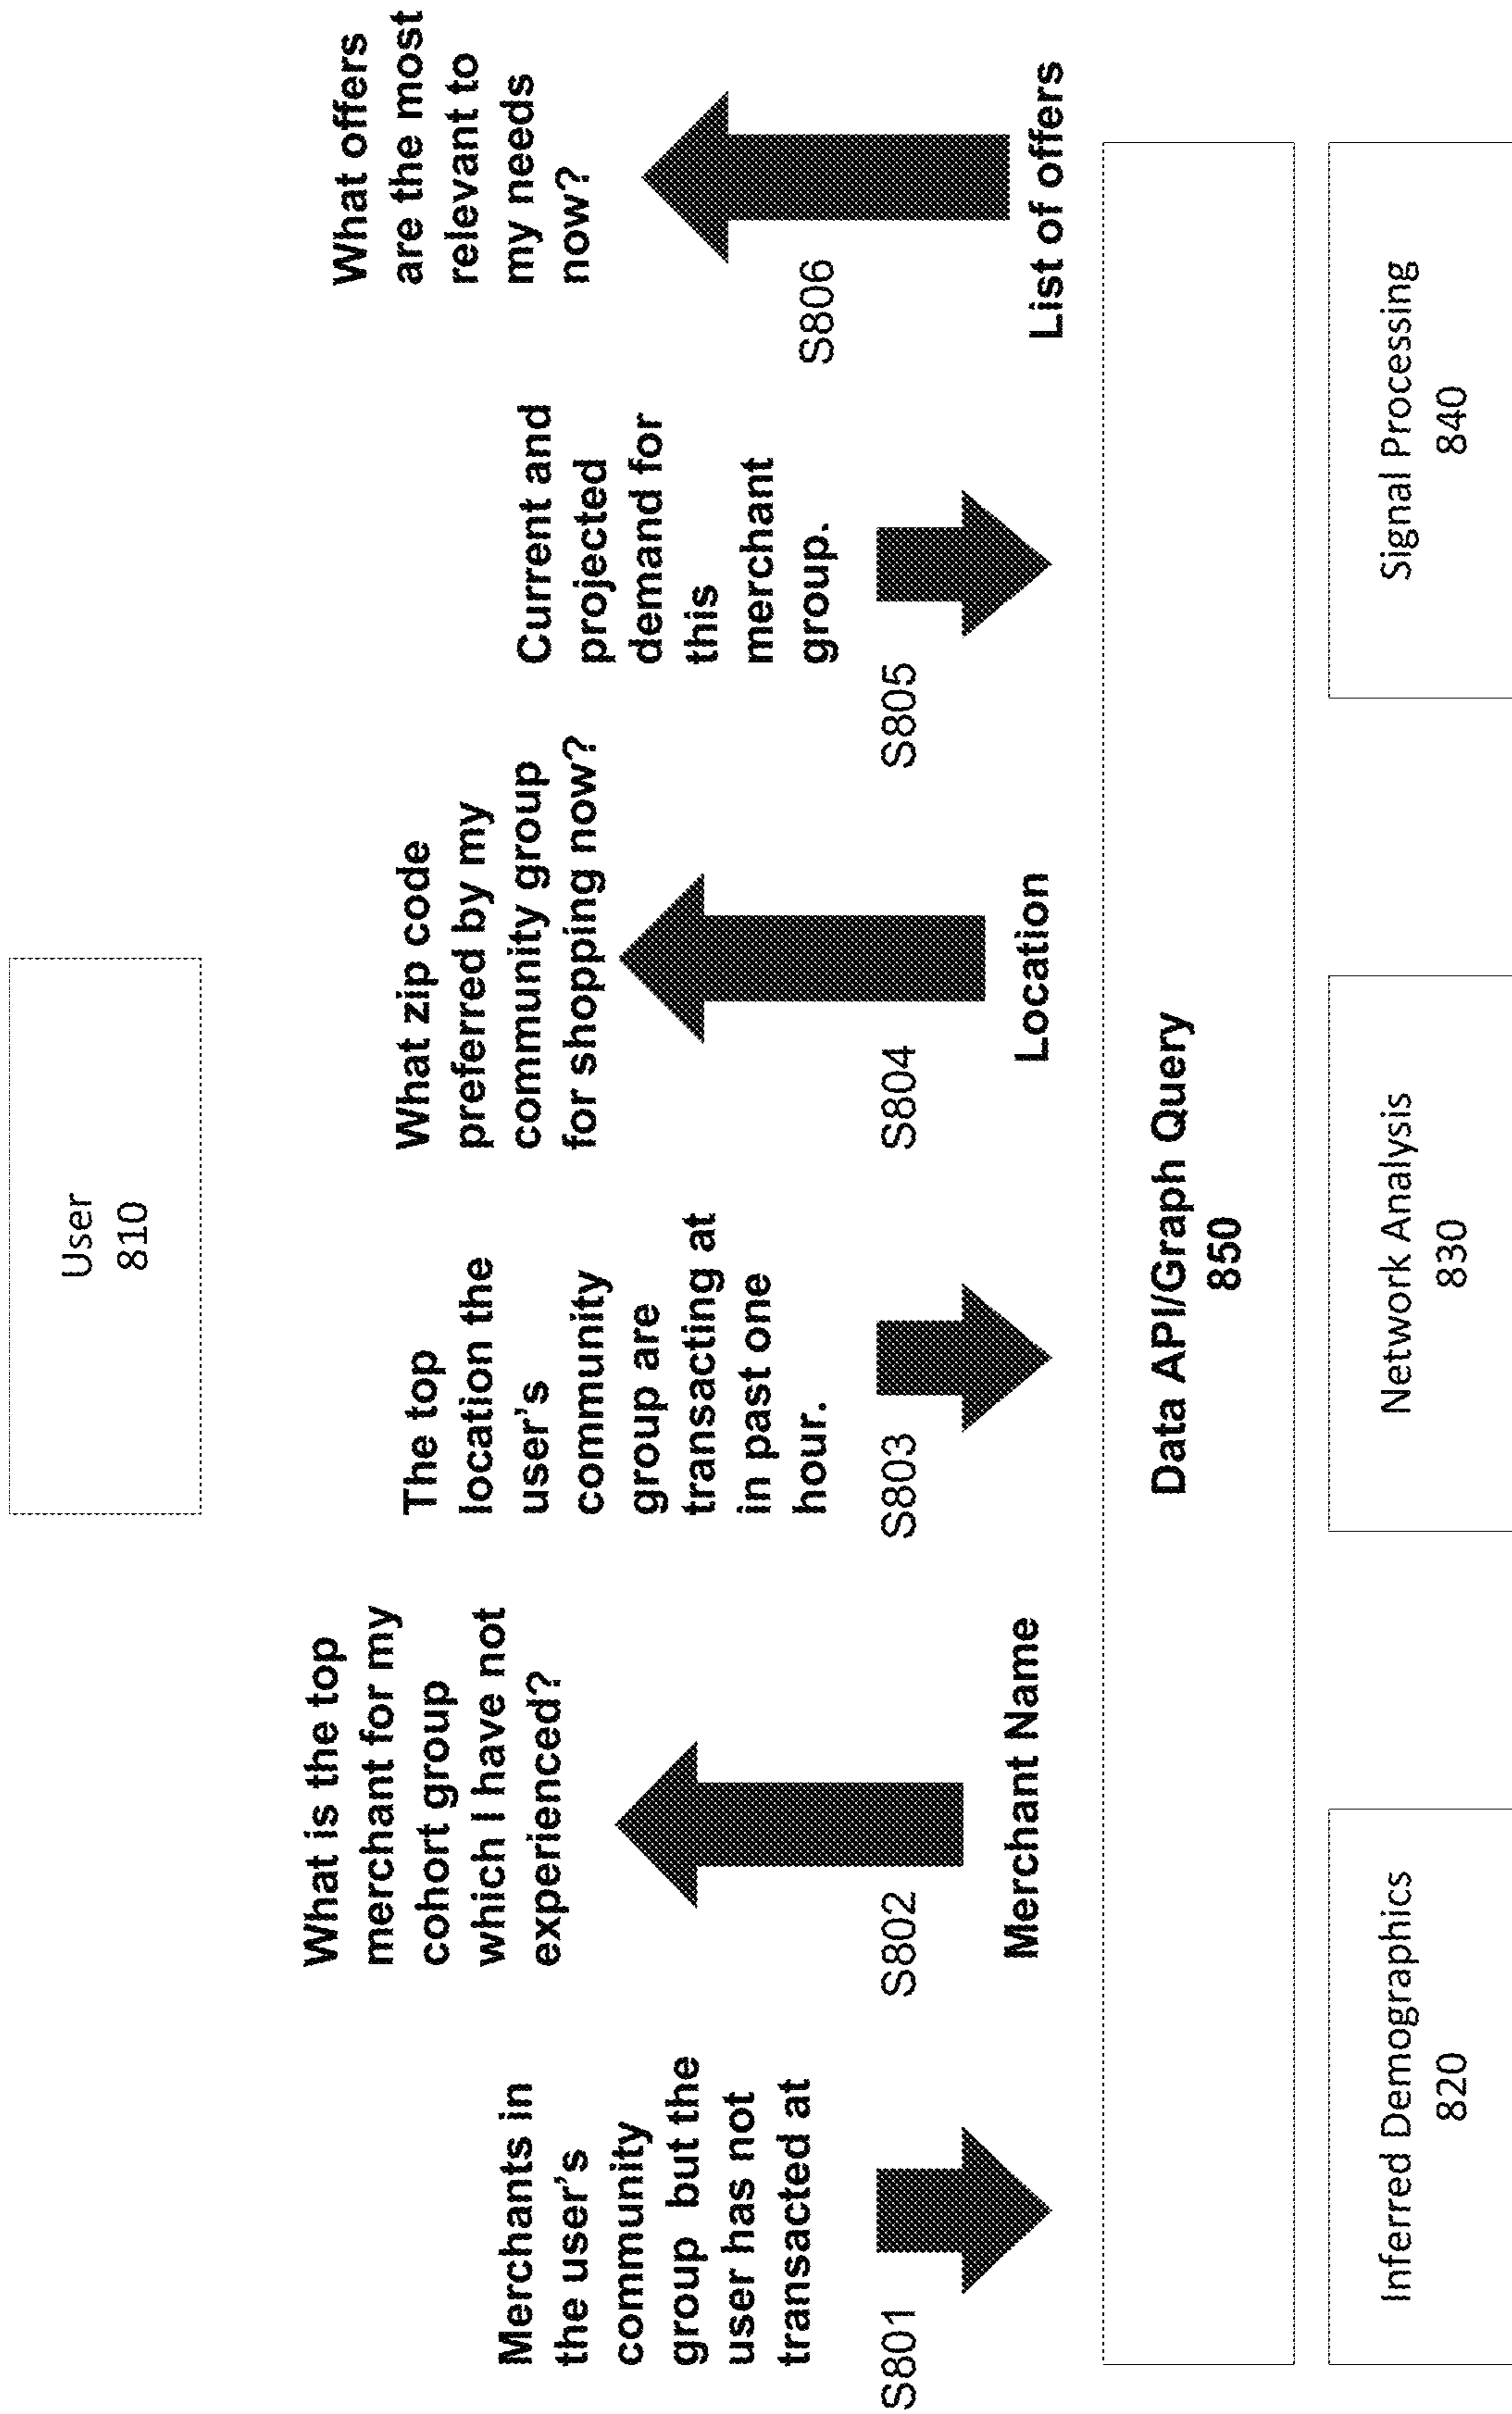 User
810
Merchants in
the user's
community
group but the
user has not
transacted at
S801
What is the top
merchant for my
cohort group
which I have not
experienced?
S802
Merchant Name
The top
location the
user's
community
group are
transacting at
in past one
hour.
S803
What zip code
preferred by my
community group
for shopping now?
S804
Location
Current and
projected
demand for
this
merchant
group.
S805
What offers
are the most
relevant to
my needs
now?
S806
List of offers
Data API/Graph Query
850
Inferred Demographics
820
Network Analysis
830
Signal Processing
840